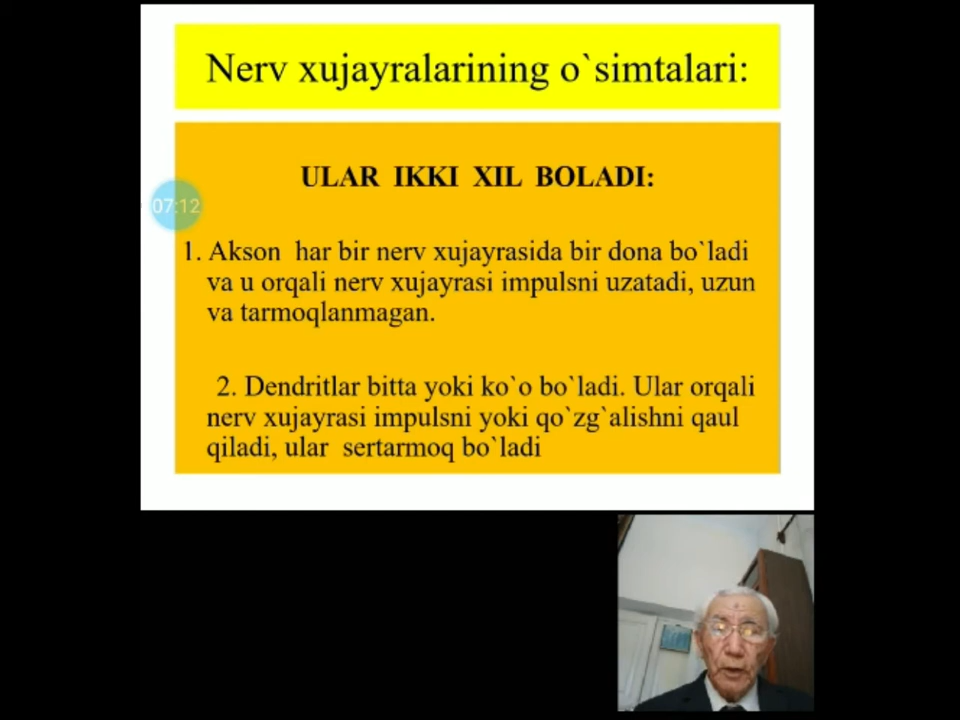 Nerv xujayralarining o`simtalari:
ULAR IKKI XIL BOLADI:
07:12
1. Akson har bir nerv xujayrasida bir dona bo`ladi
va u orqali nerv xujayrasi impulsni uzatadi, uzun
va tarmoqlanmagan.
2. Dendritlar bitta yoki ko`o bo`ladi. Ular orqali
nerv xujayrasi impulsni yoki qo`zg`alishni qaul
qiladi, ular sertarmoq bo`ladi